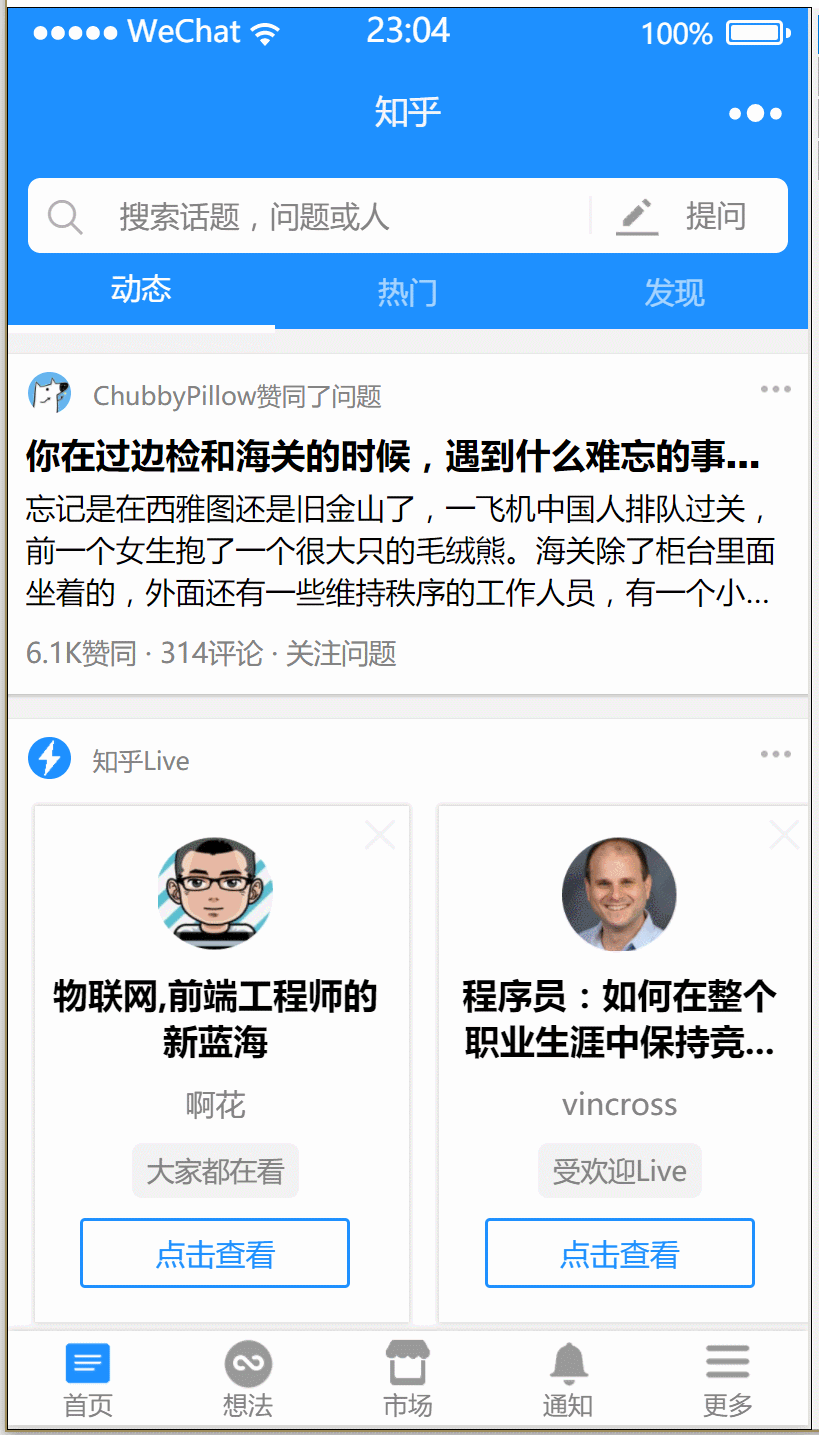 WeChat 23:04 100%
知乎
搜索话题，问题或人 提问
动态 热门 发现
ChubbyPillow赞同了问题
你在过边检和海关的时候，遇到什么难忘的事...
忘记是在西雅图还是旧金山了，一飞机中国人排队过关，
前一个女生抱了一个很大只的毛绒熊。海关除了柜台里面
坐着的，外面还有一些维持秩序的工作人员，有一个小...
6.1K赞同 · 314评论 · 关注问题
知乎Live
物联网,前端工程师的
新蓝海
啊花
大家都在看
点击查看
程序员：如何在整个
职业生涯中保持竞...
vincross
受欢迎Live
点击查看
首页 想法 市场 通知 更多